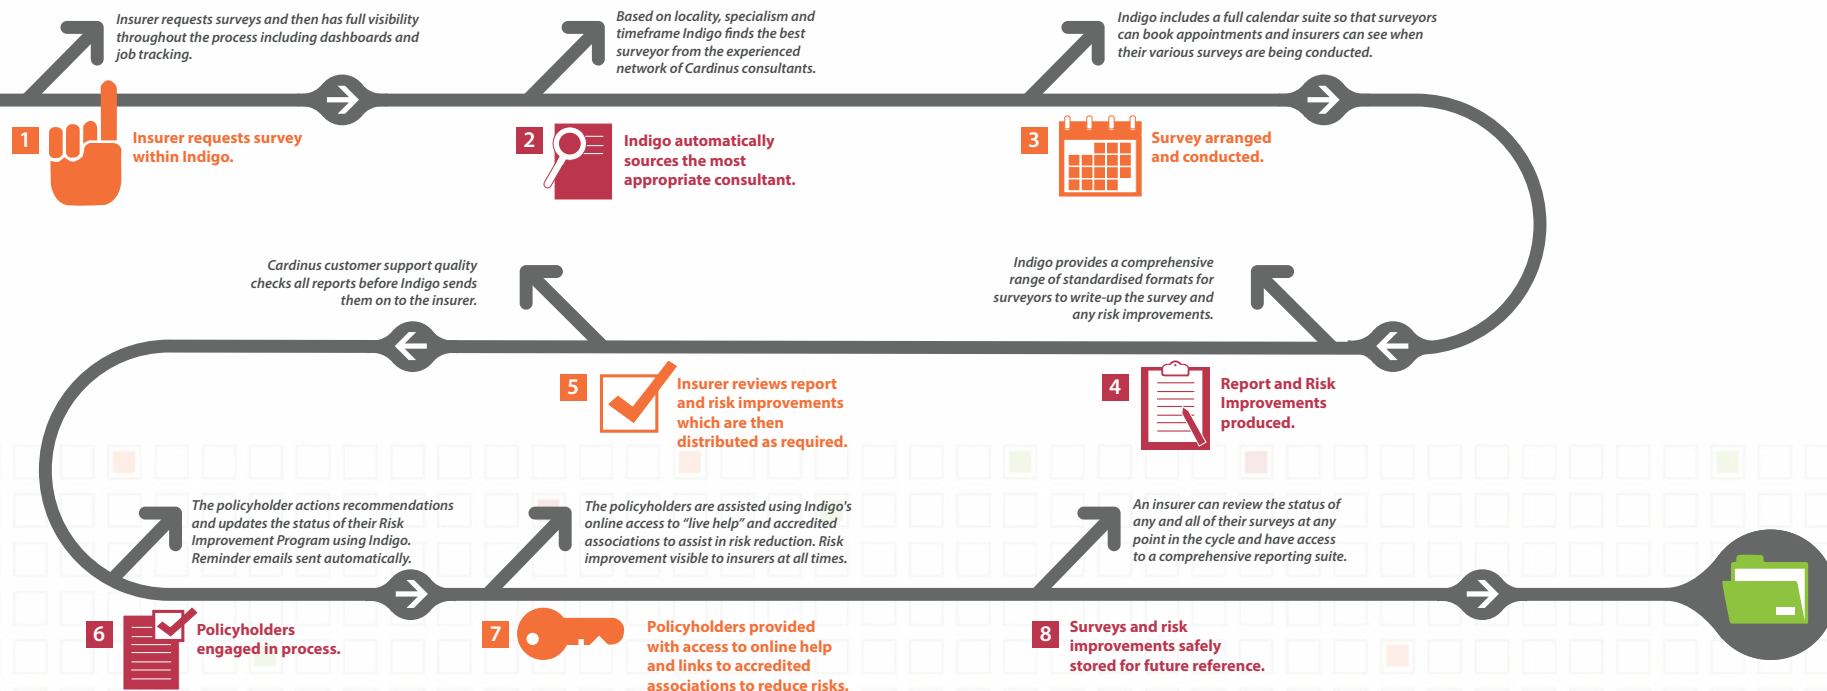 Insurer requests surveys and then has full visibility
throughout the process including dashboards and
job tracking.
1
Insurer requests survey
within Indigo.
Based on locality, specialism and
timeframe Indigo finds the best
surveyor from the experienced
network of Cardinus consultants.
2
Indigo automatically
sources the most
appropriate consultant.
Indigo includes a full calendar suite so that surveyors
can book appointments and insurers can see when
their various surveys are being conducted.
3
Survey arranged
and conducted.
Indigo provides a comprehensive
range of standardised formats for
surveyors to write-up the survey and
any risk improvements.
4
Report and Risk
Improvements
produced.
Cardinus customer support quality
checks all reports before Indigo sends
them on to the insurer.
5
Insurer reviews report
and risk improvements
which are then
distributed as required.
The policyholder actions recommendations
and updates the status of their Risk
Improvement Program using Indigo.
Reminder emails sent automatically.
6
Policyholders
engaged in process.
The policyholders are assisted using Indigo's
online access to “live help” and accredited
associations to assist in risk reduction. Risk
improvement visible to insurers at all times.
7
Policyholders provided
with access to online help
and links to accredited
associations to reduce risks.
An insurer can review the status of
any and all of their surveys at any
point in the cycle and have access
to a comprehensive reporting suite.
8
Surveys and risk
improvements safely
stored for future reference.